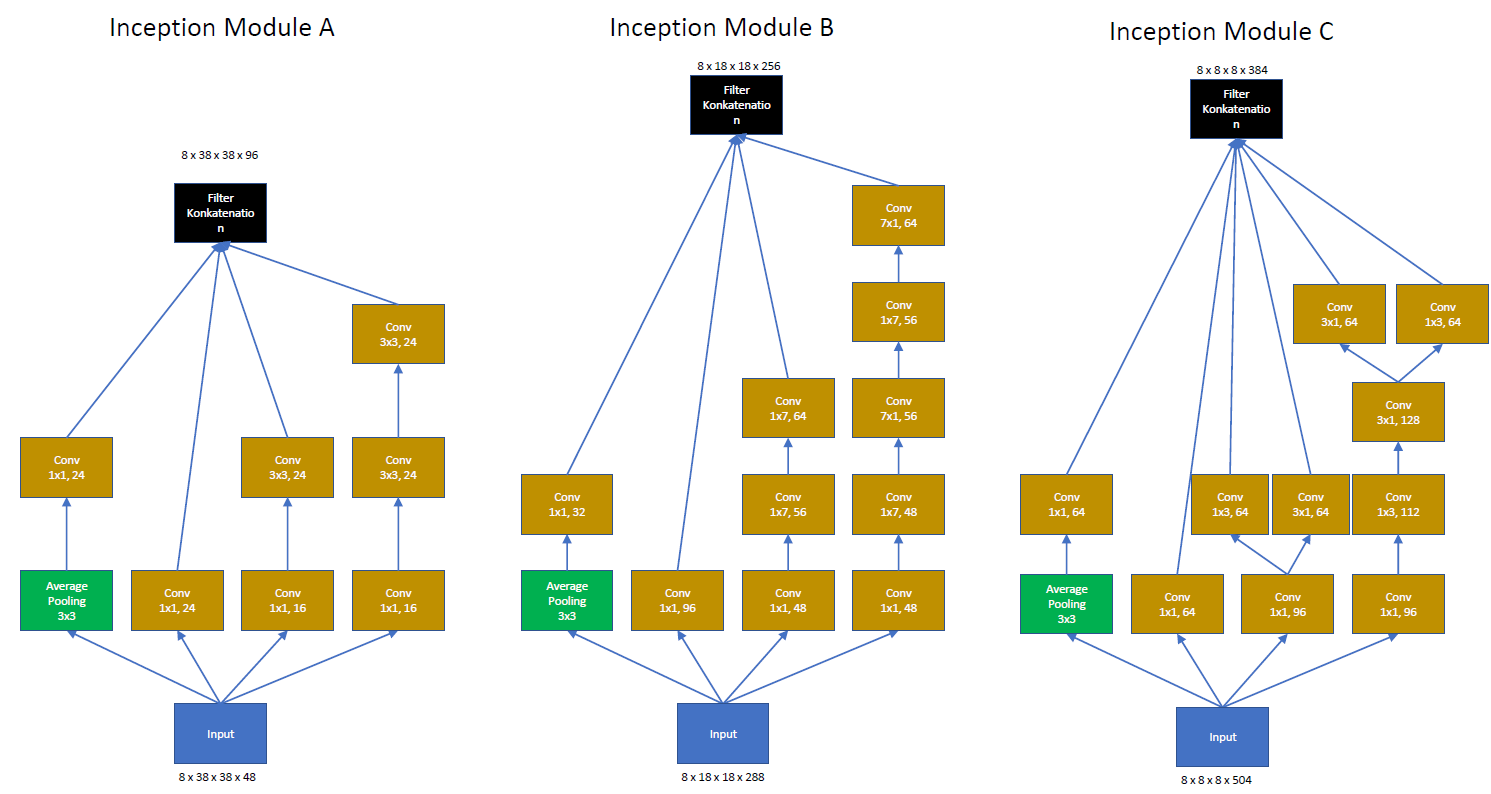 Inception Module A
8 x 38 x 38 x 96
Filter
Konkatenatio
n
Conv
3x3, 24
Conv
1x1, 24
Conv
3x3, 24
Conv
3x3, 24
Average
Pooling
3x3
Conv
1x1, 24
Conv
1x1, 16
Conv
1x1, 16
Input
8 x 38 x 38 x 48
Inception Module B
8 x 18 x 18 x 256
Filter
Konkatenatio
n
Conv
7x1, 64
Conv
1x7, 56
Conv
1x7, 64
Conv
7x1, 56
Conv
1x1, 32
Conv
1x7, 56
Conv
1x7, 48
Average
Pooling
3x3
Conv
1x1, 96
Conv
1x1, 48
Conv
1x1, 48
Input
8 x 18 x 18 x 288
Inception Module C
8 x 8 x 8 x 384
Filter
Konkatenatio
n
Conv
3x1, 64
Conv
1x3, 64
Conv
3x1, 128
Conv
1x1, 64
Conv
1x3, 64
Conv
3x1, 64
Conv
1x3, 112
Average
Pooling
3x3
Conv
1x1, 64
Conv
1x1, 96
Conv
1x1, 96
Input
8 x 8 x 8 x 504